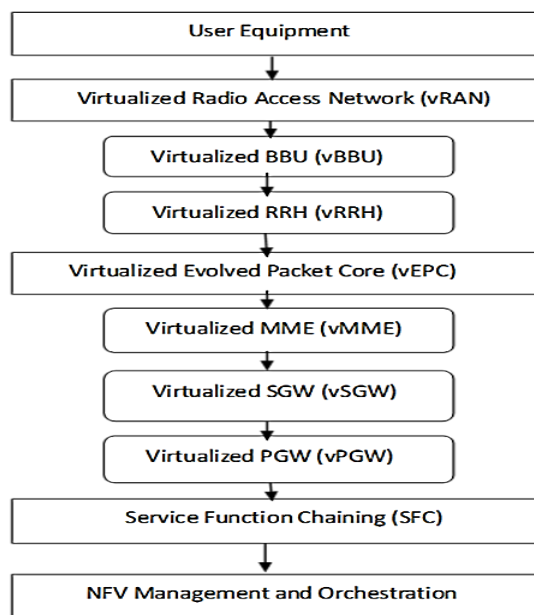 User Equipment
Virtualized Radio Access Network (vRAN)
Virtualized BBU (vBBU)
Virtualized RRH (vRRH)
Virtualized Evolved Packet Core (vEPC)
Virtualized MME (vMME)
Virtualized SGW (vSGW)
Virtualized PGW (vPGW)
Service Function Chaining (SFC)
NFV Management and Orchestration